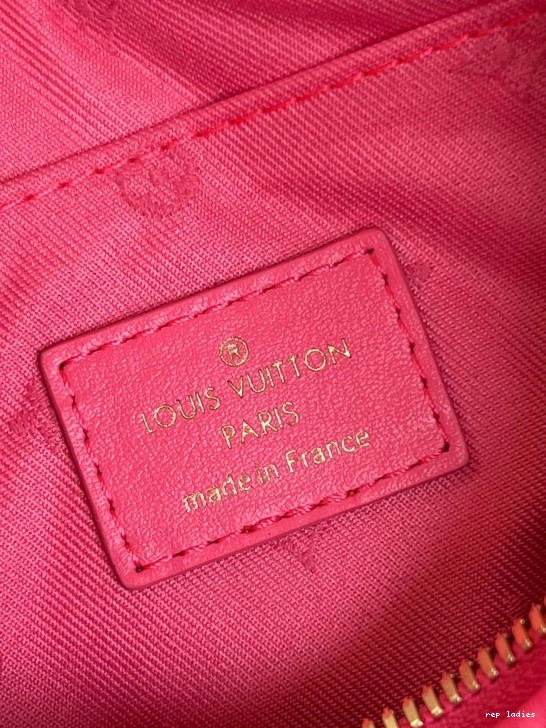 ®
LOUIS VUITTON
PARIS
made in France
rep ladies